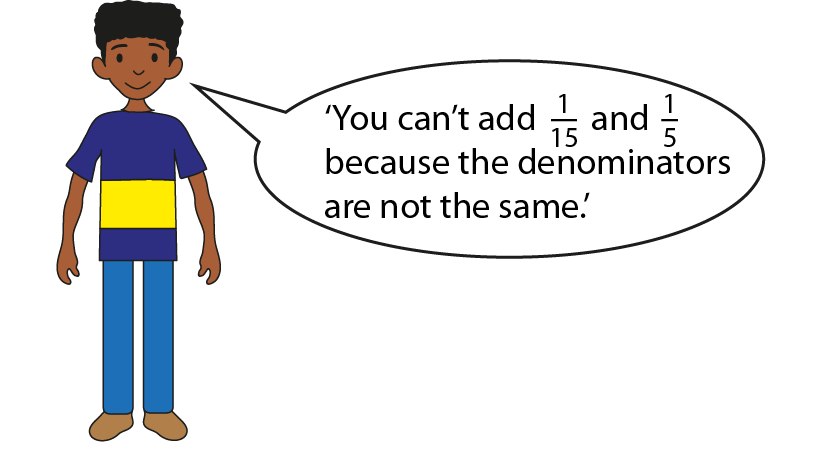 ‘You can’t add 1/15 and 1/5
because the denominators
are not the same.’